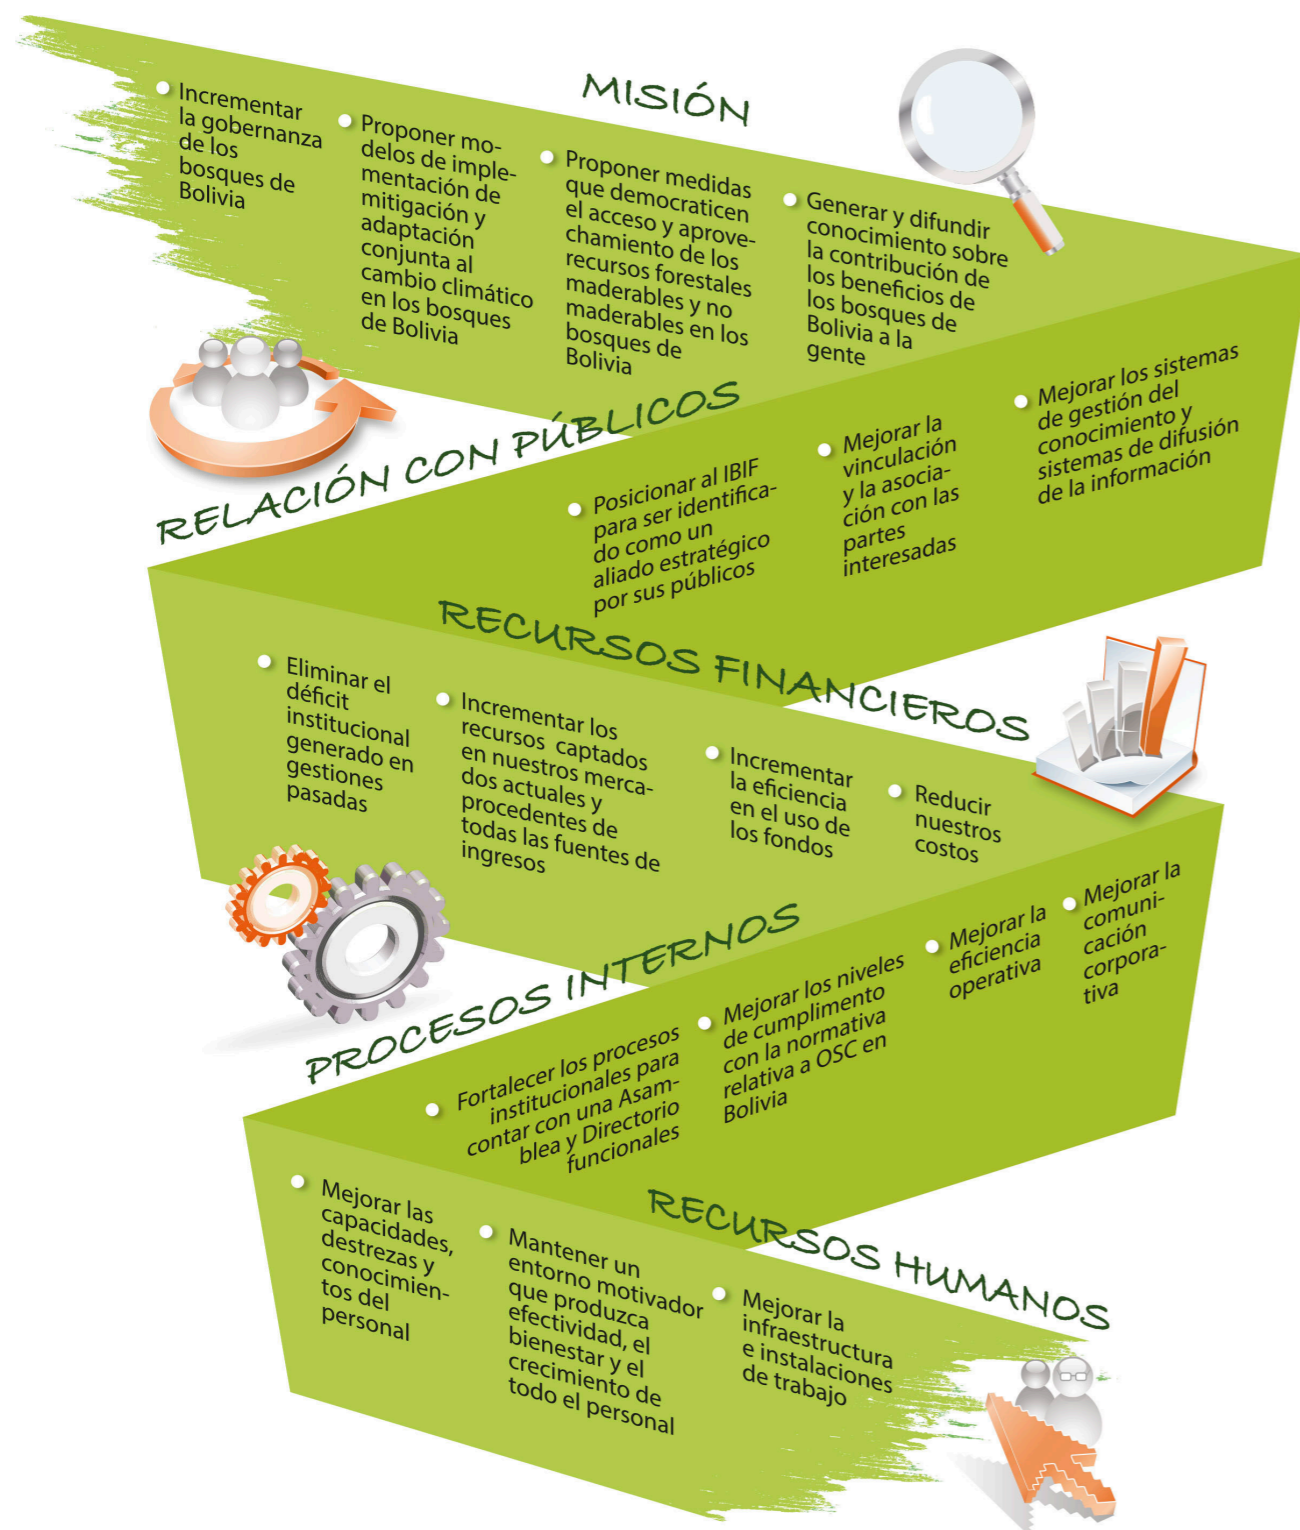 MISIÓN
Incrementar
la gobernanza
de los
bosques de
Bolivia
Proponer mo-
delos de imple-
mentación de
mitigación y
adaptación
conjunta al
cambio climático
en los bosques
de Bolivia
Proponer medidas
que democraticen
el acceso y aprove-
chamiento de los
recursos forestales
maderables y no
maderables en los
bosques de
Bolivia
Generar y difundir
conocimiento sobre
la contribución de
los beneficios de
los bosques de
Bolivia a la
gente
RELACIÓN CON PÚBLICOS
Posicionar al IBIF
para ser identifica-
do como un
aliado estratégico
por sus públicos
Mejorar la
vinculación
y la asocia-
ción con las
partes
interesadas
Mejorar los sistemas
de gestión del
conocimiento y
sistemas de difusión
de la información
RECURSOS FINANCIEROS
Eliminar el
déficit
institucional
generado en
gestiones
pasadas
Incrementar los
recursos captados
en nuestros merca-
dos actuales y
procedentes de
todas las fuentes de
ingresos
Incrementar
la eficiencia
en el uso de
los fondos
Reducir
nuestros
costos
PROCESOS INTERNOS
Fortalecer los procesos
institucionales para
contar con una Asam-
blea y Directorio
funcionales
Mejorar los niveles
de cumplimento
con la normativa
relativa a OSC en
Bolivia
Mejorar la
eficiencia
operativa
Mejorar la
comuni-
cación
corpora-
tiva
RECURSOS HUMANOS
Mejorar las
capacidades,
destrezas y
conocimien-
tos del
personal
Mantener un
entorno motivador
que produzca
efectividad, el
bienestar y el
crecimiento de
todo el personal
Mejorar la
infraestructura
e instalaciones
de trabajo